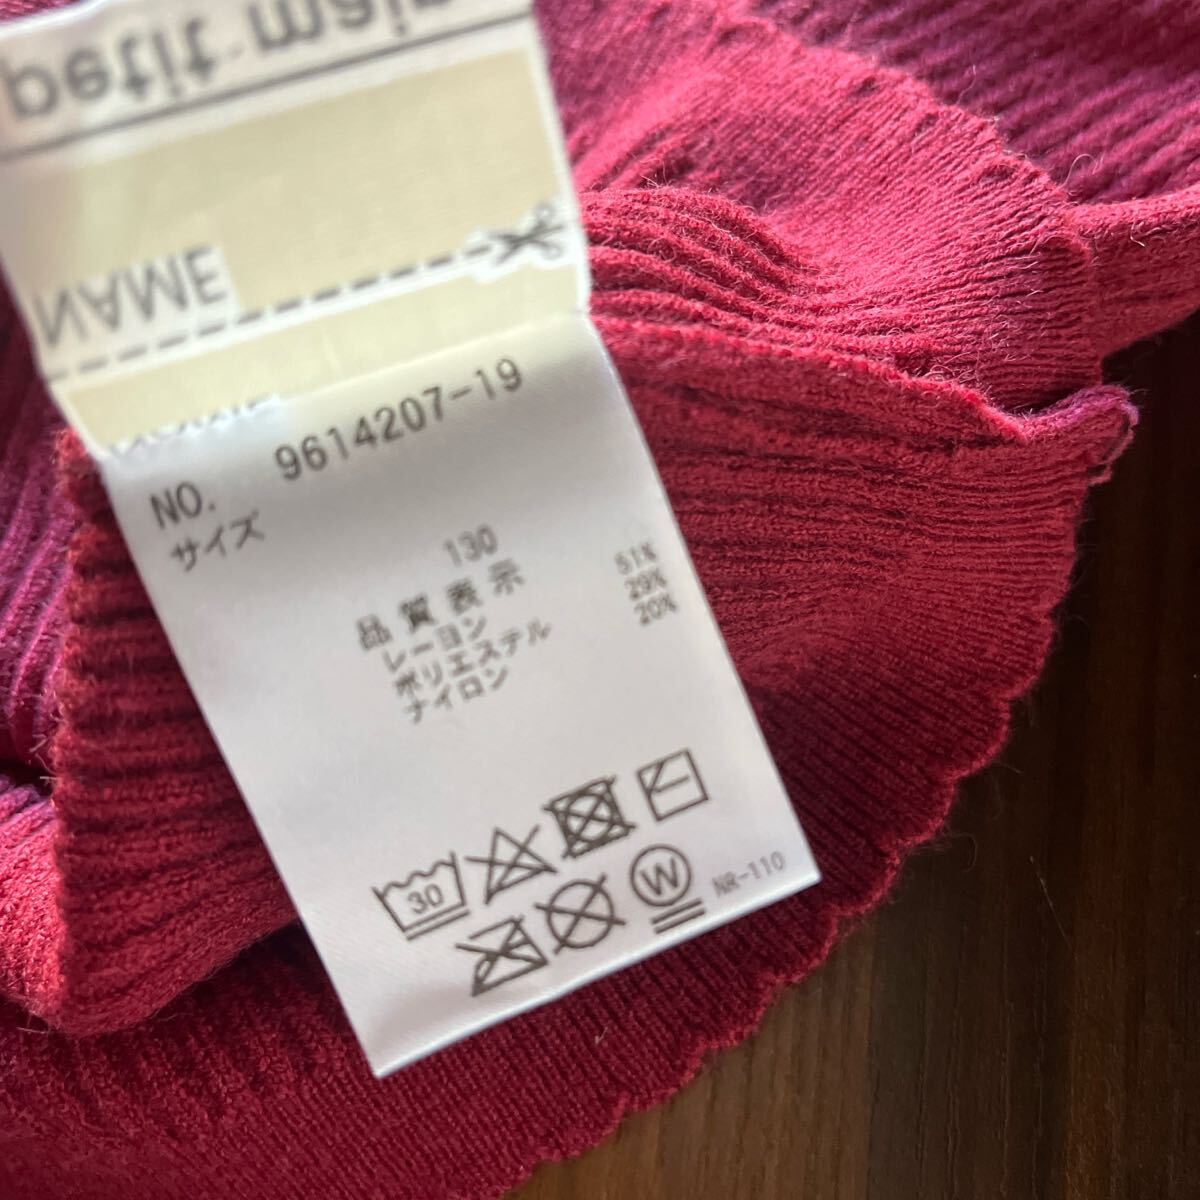 petit main
NAME
NO. 9614207-19
サイズ 130
品質表示
レーヨン 51%
ポリエステル 29%
ナイロン 20%
30
W
NR-110